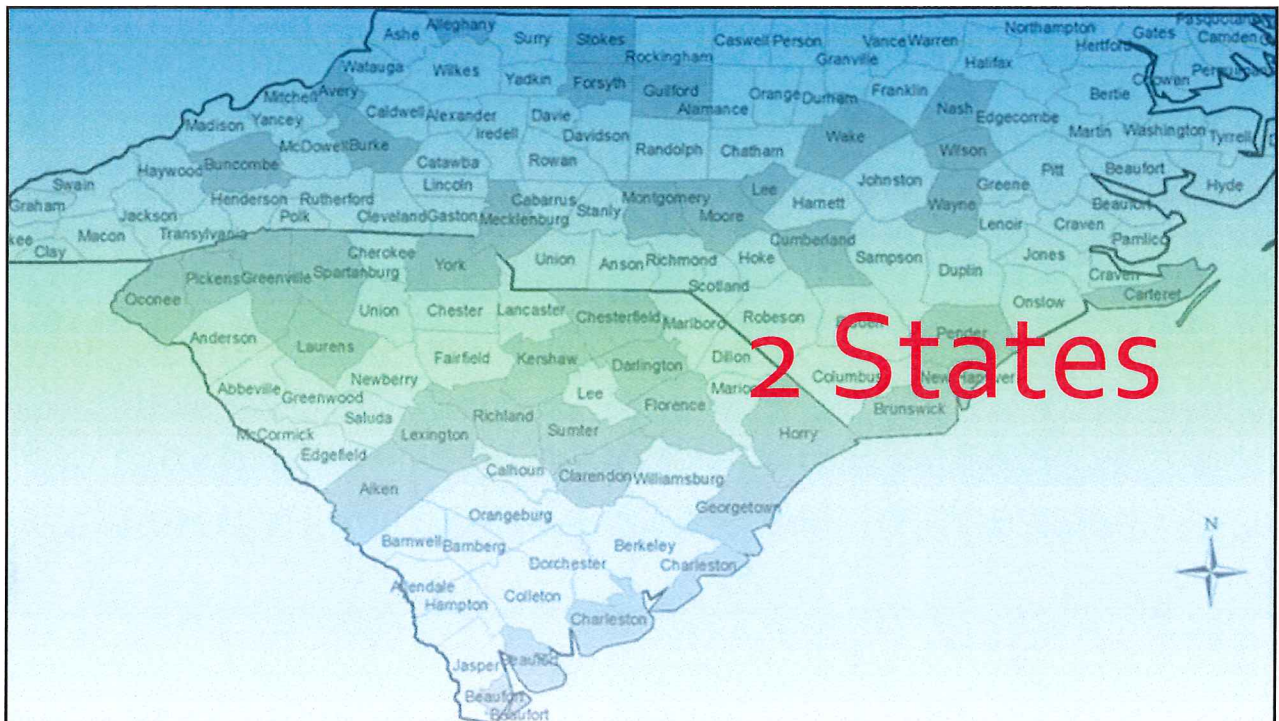 Ashe Alleghany Surry Stokes Rockingham Caswell Person Granville Vance Warren Northampton Hertford Gates Pasquotank Camden
Watauga Wilkes Yadkin Forsyth Guilford Alamance Orange Durham Franklin Halifax Bertie Chowen
Mitchell Avery Caldwell Alexander Iredell Davie Davidson Nash Edgecombe Martin Washington Tyrrell
Madison Yancey McDowell Burke Catawba Rowan Randolph Chatham Wake Wilson Pitt Beaufort Hyde
Swain Haywood Buncombe Lincoln Cabarrus Montgomery Lee Johnston Greene
Graham Jackson Henderson Rutherford Polk Cleveland Gaston Mecklenburg Stanly Moore Harnett Wayne Lenoir Craven Beaufort Pamlico
kee Clay Macon Transylvania Cherokee Union Anson Richmond Hoke Cumberland Sampson Duplin Jones Craven
Oconee Pickens Greenville Spartanburg York Scotland Onslow Carteret
Union Chester Lancaster Chesterfield Marlboro Robeson Pender
Anderson Laurens Fairfield Kershaw Darlington Dillon
2 States
Abbeville Greenwood Newberry Lee Marion Columbus New Hanover
Saluda Richland Florence Brunswick
McCormick Edgefield Lexington Sumter Horry
Aiken Calhoun Clarendon Williamsburg
Orangeburg Georgetown
Barnwell Bamberg Berkeley
Dorchester Charleston N
Allendale Hampton Colleton
Charleston
Jasper Beaufort
Beaufort
Beaufort